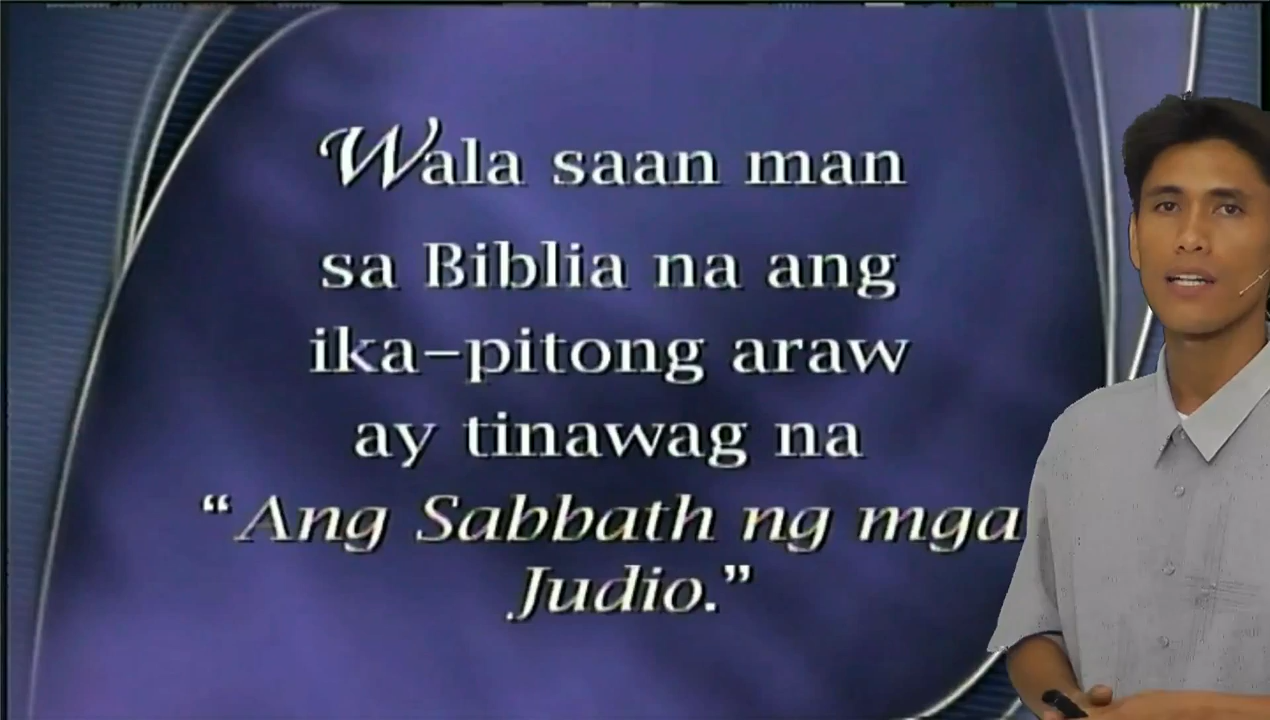 Wala saan man
sa Biblia na ang
ika-pitong araw
ay tinawag na
“Ang Sabbath ng mga
Judio.”